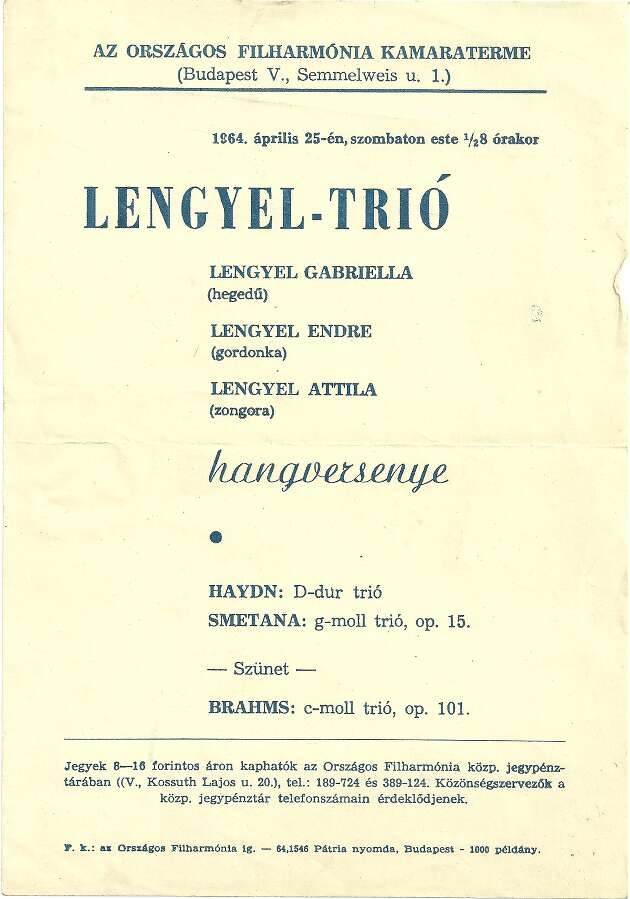 AZ ORSZÁGOS FILHARMÓNIA KAMARATERME
(Budapest V., Semmelweis u. 1.)
1964. április 25-én, szombaton este 1/28 órakor
LENGYEL-TRIÓ
LENGYEL GABRIELLA
(hegedű)
LENGYEL ENDRE
(gordonka)
LENGYEL ATTILA
(zongora)
hangversenye
●
HAYDN: D-dur trió
SMETANA: g-moll trió, op. 15.
— Szünet —
BRAHMS: c-moll trió, op. 101.
Jegyek 8—16 forintos áron kaphatók az Országos Filharmónia közp. jegypénz-
tárában ((V., Kossuth Lajos u. 20.), tel.: 189-724 és 389-124. Közönségszervezők a
közp. jegypénztár telefonszámain érdeklődjenek.
F. k.: az Országos Filharmónia ig. — 64,1546 Pátria nyomda, Budapest - 1000 példány.